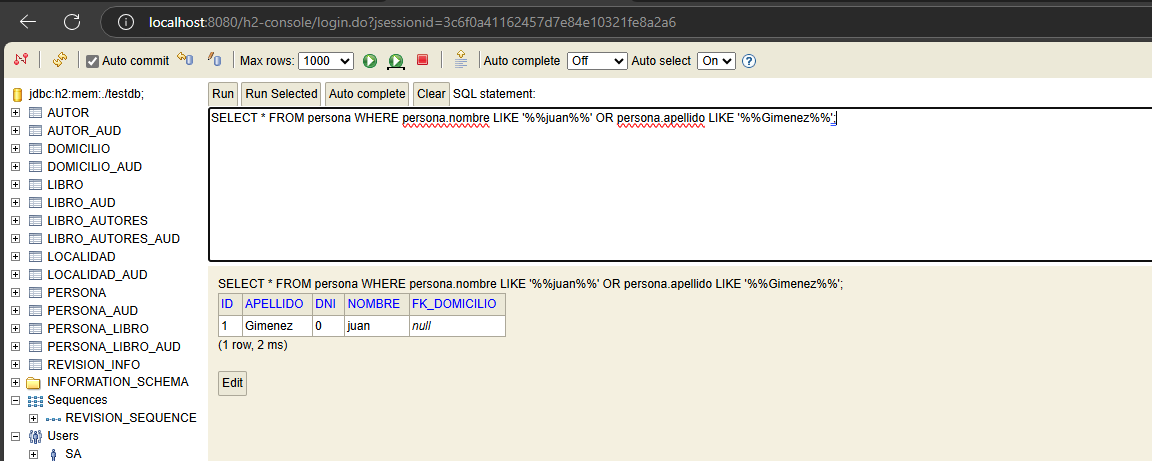 localhost:8080/h2-console/login.do?jsessionid=3c6f0a41162457d7e84e10321fe8a2a6
Auto commit Max rows: 1000 Auto complete Off Auto select On
jdbc:h2:mem:./testdb;
AUTOR
AUTOR_AUD
DOMICILIO
DOMICILIO_AUD
LIBRO
LIBRO_AUD
LIBRO_AUTORES
LIBRO_AUTORES_AUD
LOCALIDAD
LOCALIDAD_AUD
PERSONA
PERSONA_AUD
PERSONA_LIBRO
PERSONA_LIBRO_AUD
REVISION_INFO
INFORMATION_SCHEMA
Sequences
REVISION_SEQUENCE
Users
SA
Run Run Selected Auto complete Clear SQL statement:
SELECT * FROM persona WHERE persona.nombre LIKE '%%juan%%' OR persona.apellido LIKE '%%Gimenez%%';
SELECT * FROM persona WHERE persona.nombre LIKE '%%juan%%' OR persona.apellido LIKE '%%Gimenez%%';
ID APELLIDO DNI NOMBRE FK_DOMICILIO
1 Gimenez 0 juan null
(1 row, 2 ms)
Edit